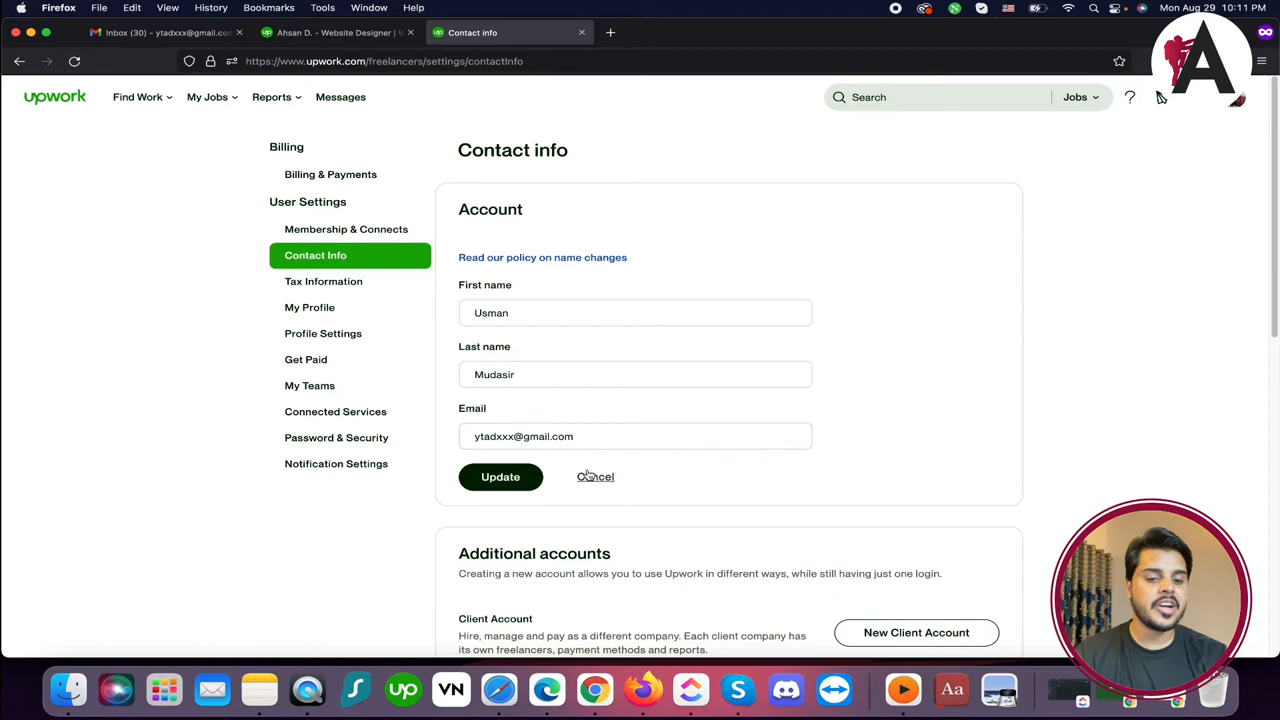 Firefox File Edit View History Bookmarks Tools Window Help Mon Aug 29 10:11 PM
Inbox (30) - ytadxxx@gmail.com Ahsan D. - Website Designer | W Contact info
https://www.upwork.com/freelancers/settings/contactInfo
upwork Find Work My Jobs Reports Messages Search Jobs ?
A
Billing
Billing & Payments
User Settings
Membership & Connects
Contact Info
Tax Information
My Profile
Profile Settings
Get Paid
My Teams
Connected Services
Password & Security
Notification Settings
Contact info
Account
Read our policy on name changes
First name
Usman
Last name
Mudasir
Email
ytadxxx@gmail.com
Update Cancel
Additional accounts
Creating a new account allows you to use Upwork in different ways, while still having just one login.
Client Account
Hire, manage and pay as a different company. Each client company has
its own freelancers, payment methods and reports.
New Client Account
up VN Aa